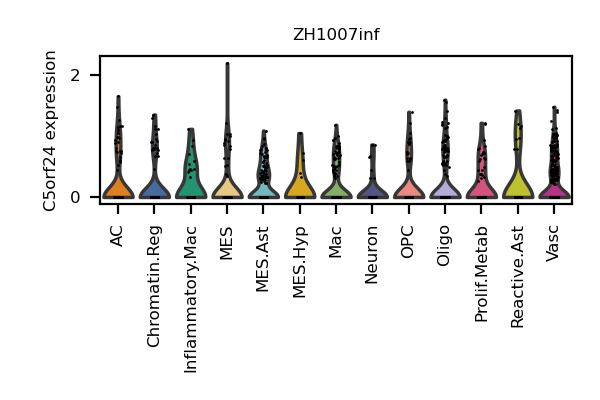 ZH1007inf
C5orf24 expression
2
0
AC
Chromatin.Reg
Inflammatory.Mac
MES
MES.Ast
MES.Hyp
Mac
Neuron
OPC
Oligo
Prolif.Metab
Reactive.Ast
Vasc